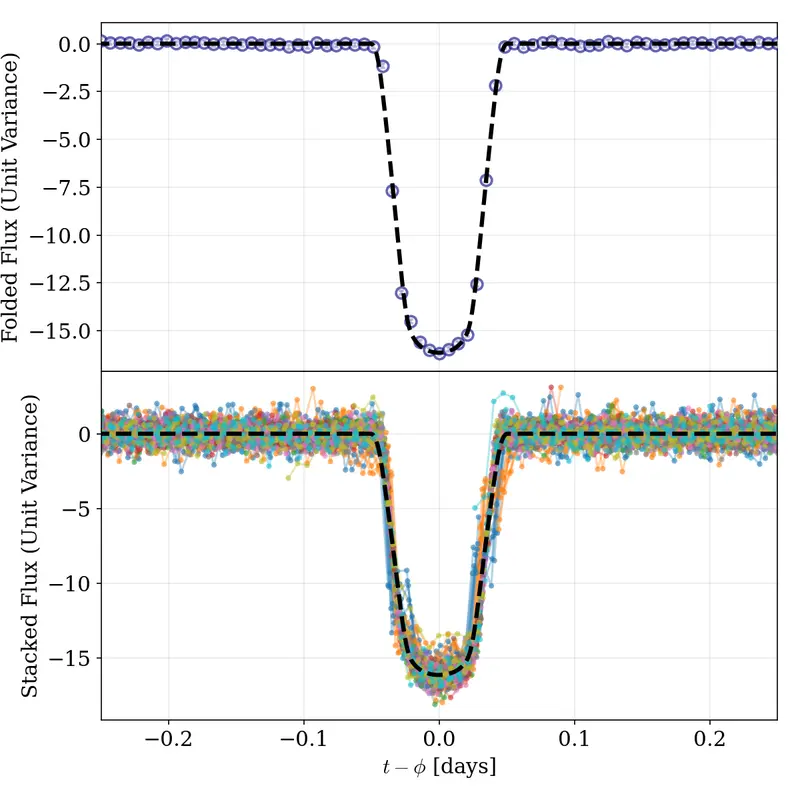 Folded Flux (Unit Variance)
0.0
−2.5
−5.0
−7.5
−10.0
−12.5
−15.0
Stacked Flux (Unit Variance)
0
−5
−10
−15
−0.2 −0.1 0.0 0.1 0.2
t − ϕ [days]